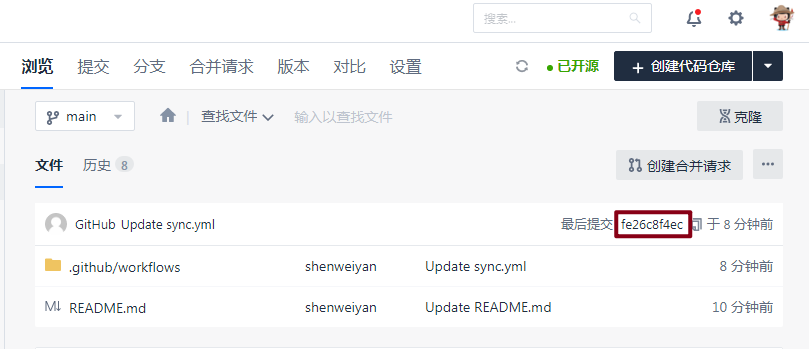 搜索...
浏览 提交 分支 合并请求 版本 对比 设置 已开源 + 创建代码仓库
main 查找文件 输入以查找文件 克隆
文件 历史 8 创建合并请求 ...
GitHub Update sync.yml 最后提交 fe26c8f4ec 于 8 分钟前
.github/workflows shenweiyan Update sync.yml 8 分钟前
M↓ README.md shenweiyan Update README.md 10 分钟前